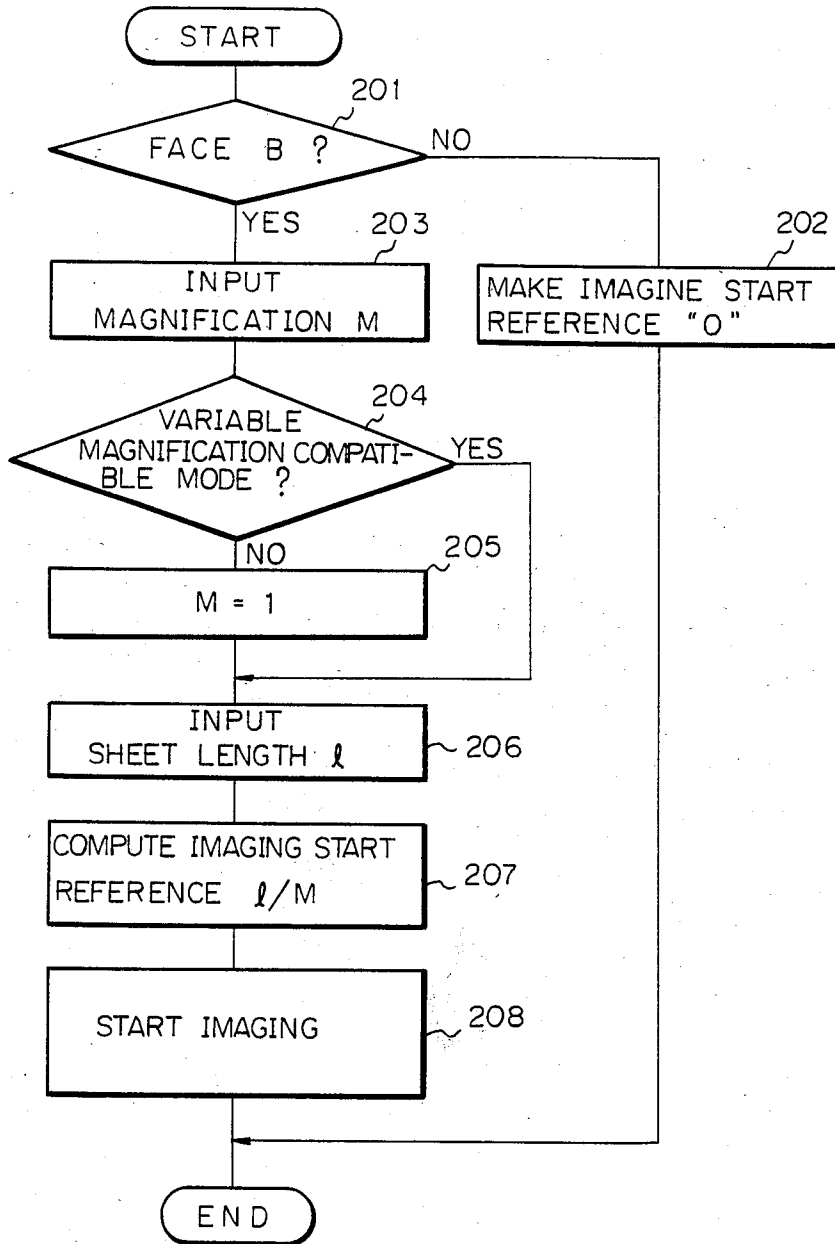 START
201
FACE B ?
NO
YES
203
202
INPUT
MAGNIFICATION M
MAKE IMAGINE START
REFERENCE "0"
204
VARIABLE
MAGNIFICATION COMPATI-
BLE MODE ?
YES
NO
205
M = 1
INPUT
SHEET LENGTH ℓ
206
COMPUTE IMAGING START
REFERENCE ℓ/M
207
START IMAGING
208
END